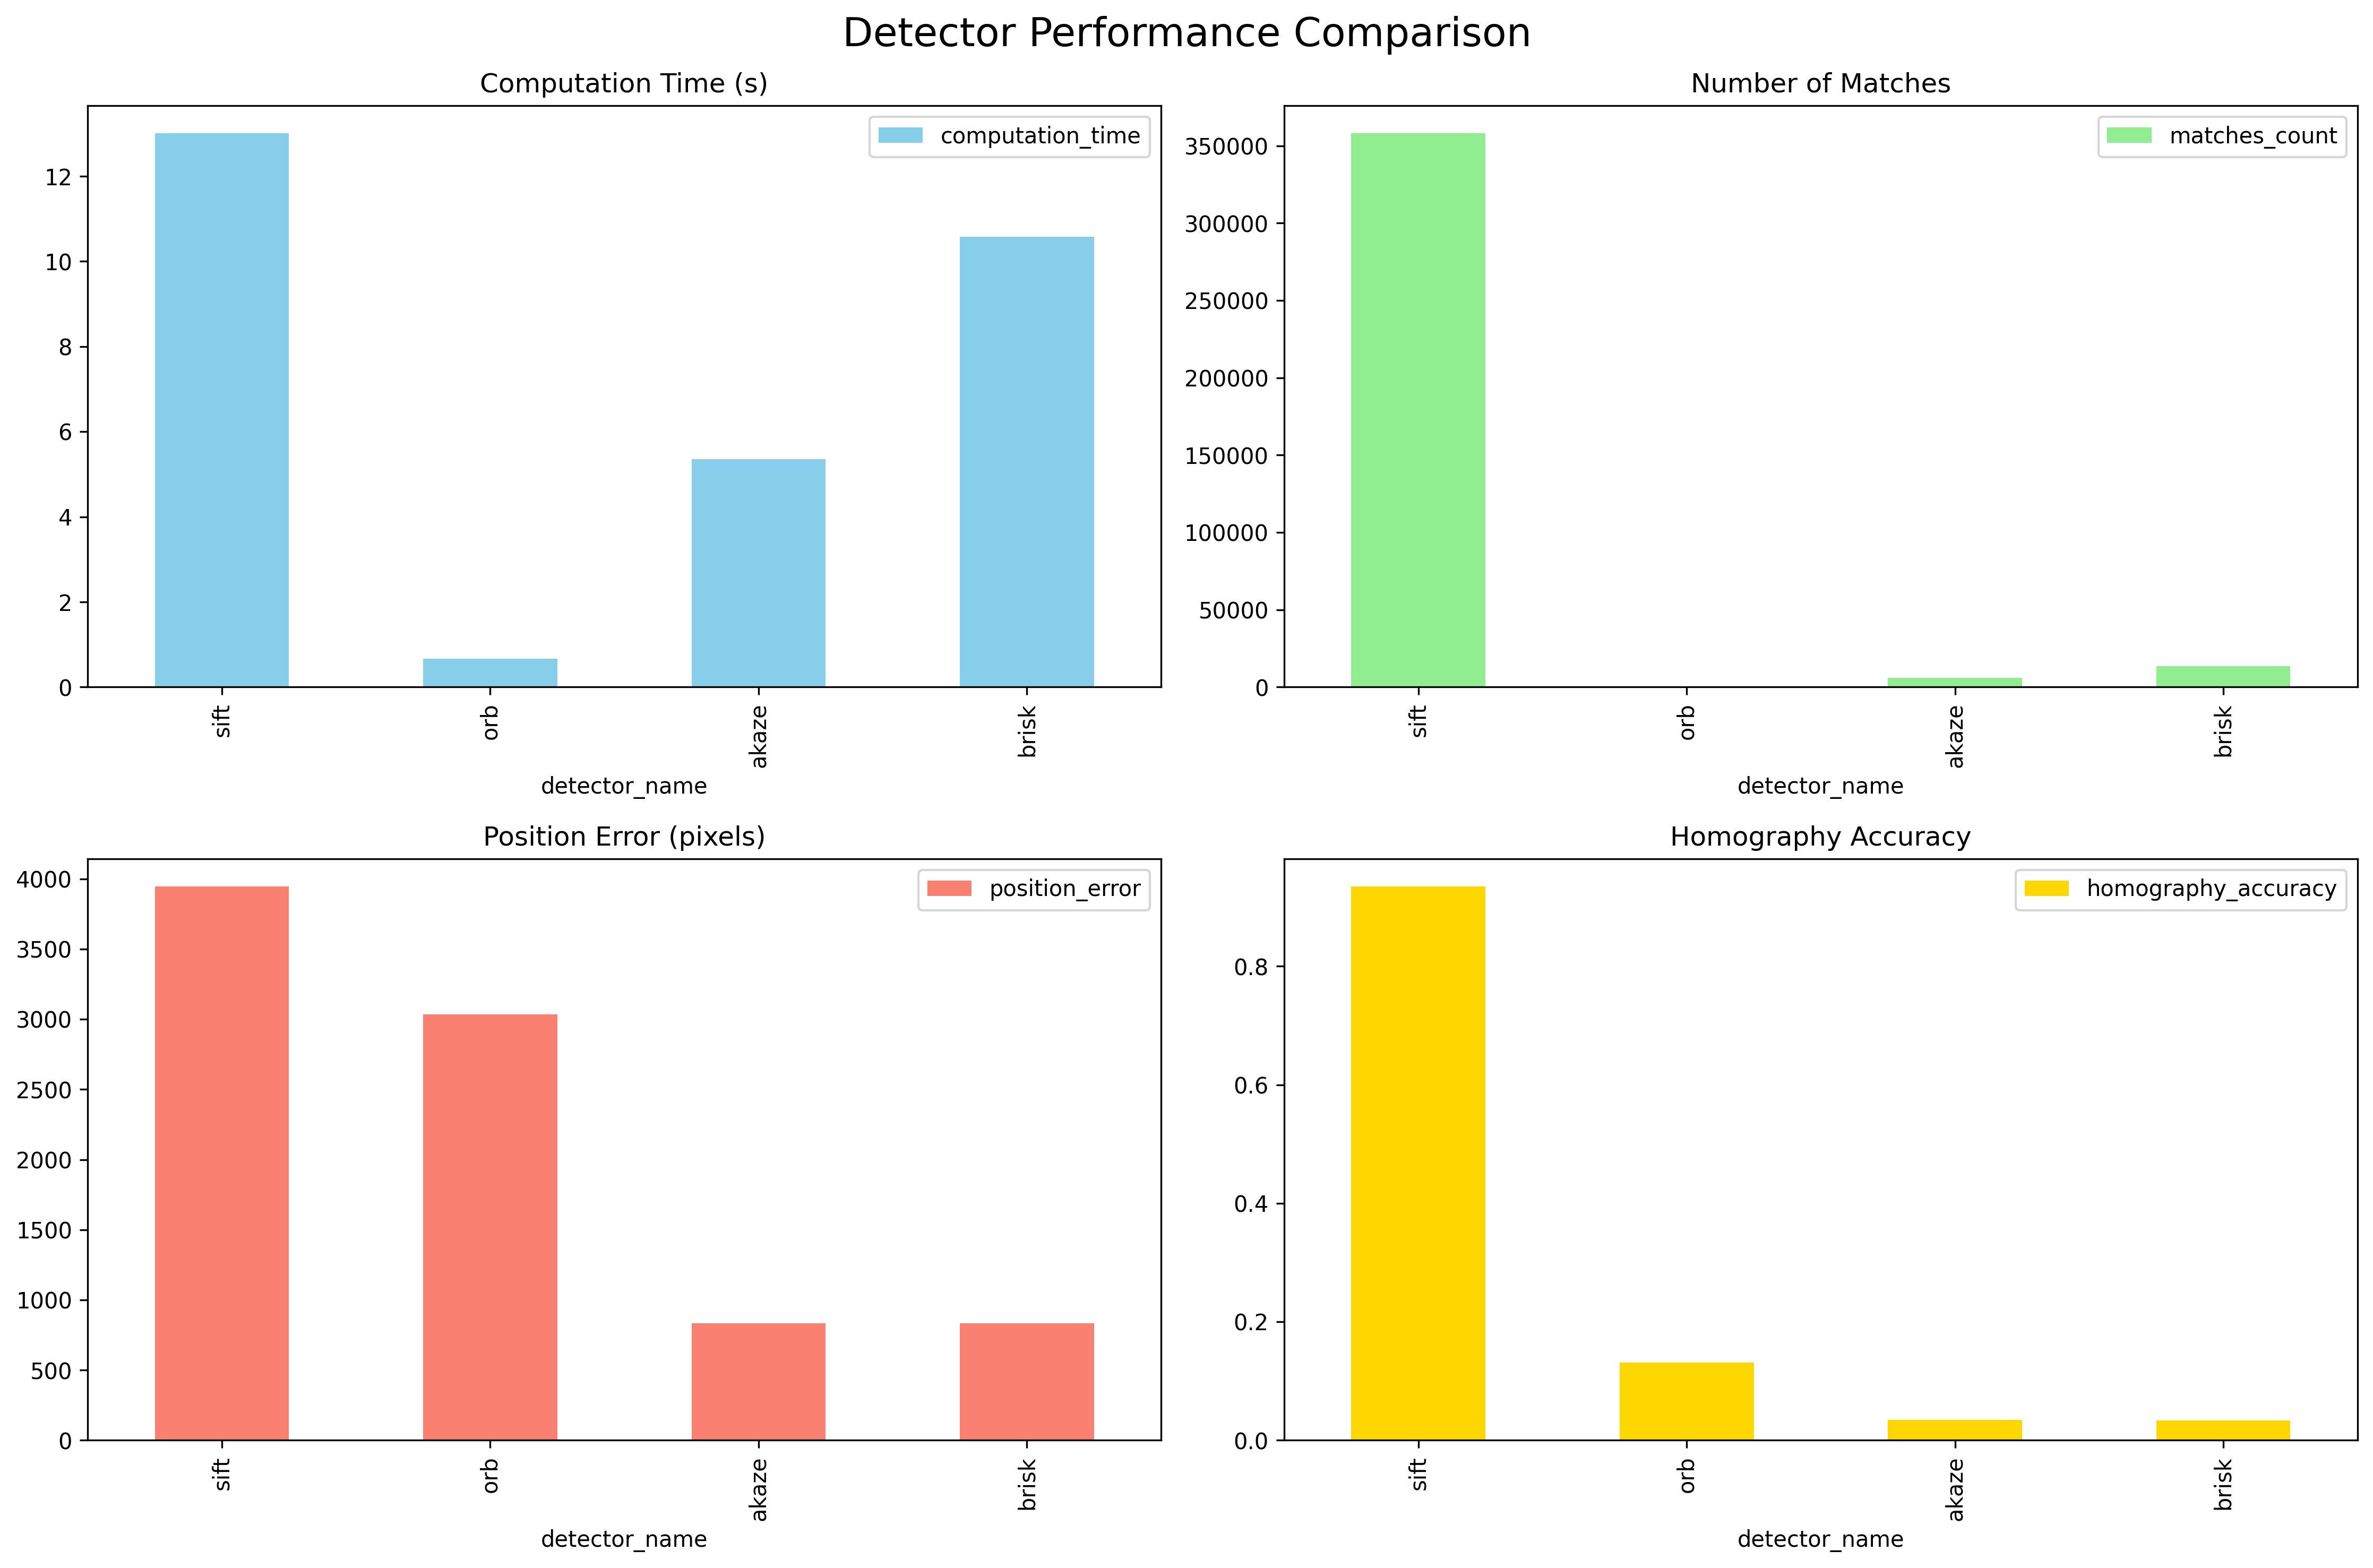 Detector Performance Comparison
Computation Time (s)
computation_time
12
10
8
6
4
2
0
sift
orb
akaze
brisk
detector_name
Number of Matches
matches_count
350000
300000
250000
200000
150000
100000
50000
0
sift
orb
akaze
brisk
detector_name
Position Error (pixels)
position_error
4000
3500
3000
2500
2000
1500
1000
500
0
sift
orb
akaze
brisk
detector_name
Homography Accuracy
homography_accuracy
0.8
0.6
0.4
0.2
0.0
sift
orb
akaze
brisk
detector_name